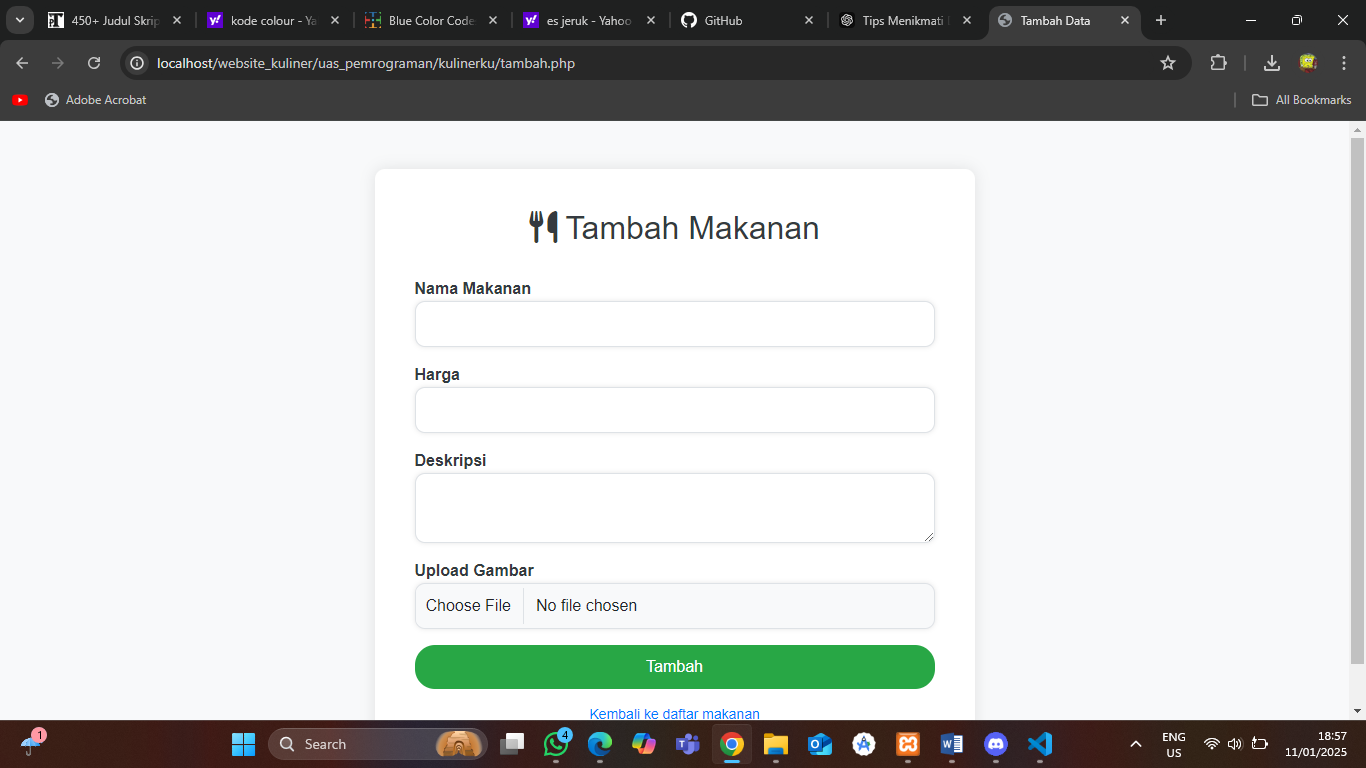 450+ Judul Skrip
kode colour - Ya
Blue Color Code
es jeruk - Yahoo
GitHub
Tips Menikmati
Tambah Data
localhost/website_kuliner/uas_pemrograman/kulinerku/tambah.php
Adobe Acrobat
All Bookmarks
Tambah Makanan
Nama Makanan
Harga
Deskripsi
Upload Gambar
Choose File No file chosen
Tambah
Kembali ke daftar makanan
1
Search
4
ENG
US
18:57
11/01/2025